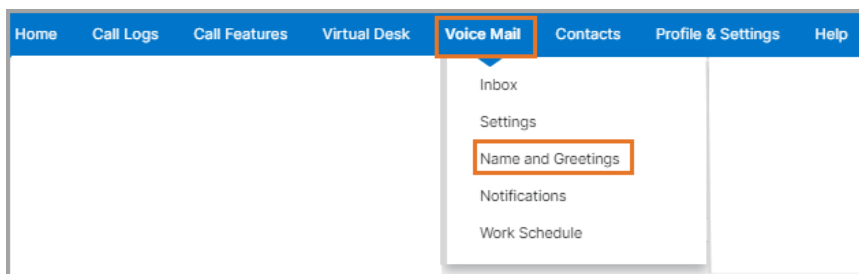 Home Call Logs Call Features Virtual Desk Voice Mail Contacts Profile & Settings Help
Inbox
Settings
Name and Greetings
Notifications
Work Schedule